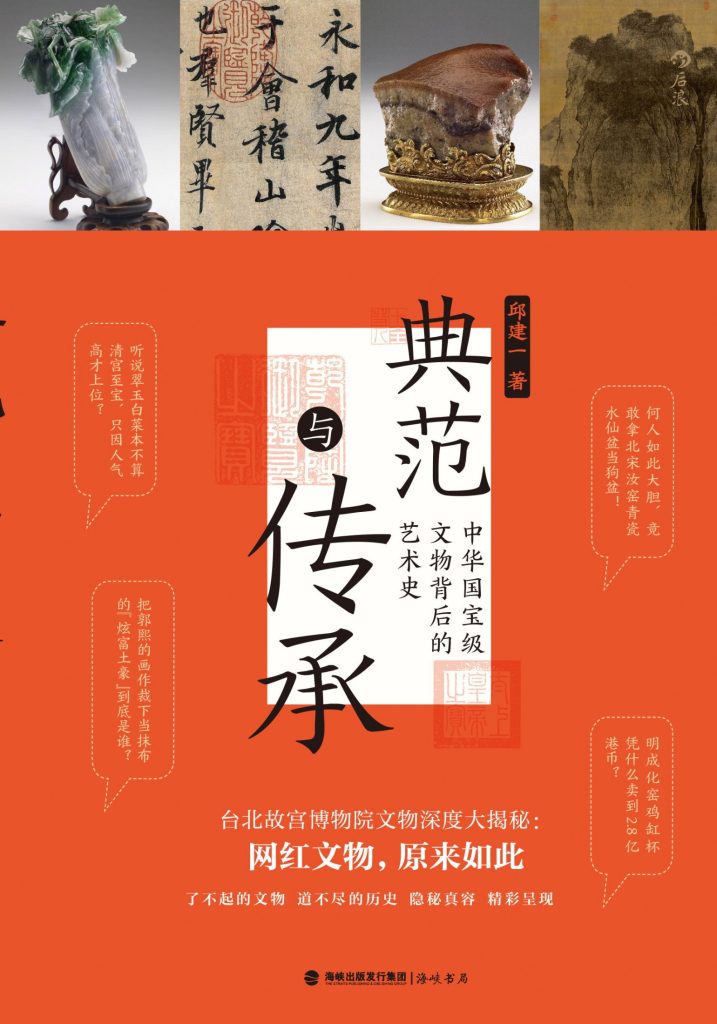 永和九年
于會稽山
也羣賢畢
后浪
邱建一 著
典范
与
传承
中华国宝级
文物背后的
艺术史
听说翠玉白菜本不算
清宫至宝，只因人气
高才上位？
何人如此大胆，竟
敢拿北宋汝窑青瓷
水仙盆当狗盆！
把郭熙的画作裁下当抹布
的『炫富土豪』到底是谁？
明成化窑鸡缸杯
凭什么卖到 2.8 亿
港币？
台北故宫博物院文物深度大揭秘：
网红文物，原来如此
了不起的文物 道不尽的历史 隐秘真容 精彩呈现
海峡出版发行集团 | 海峡书局
THE STRAITS PUBLISHING & DISTRIBUTING GROUP